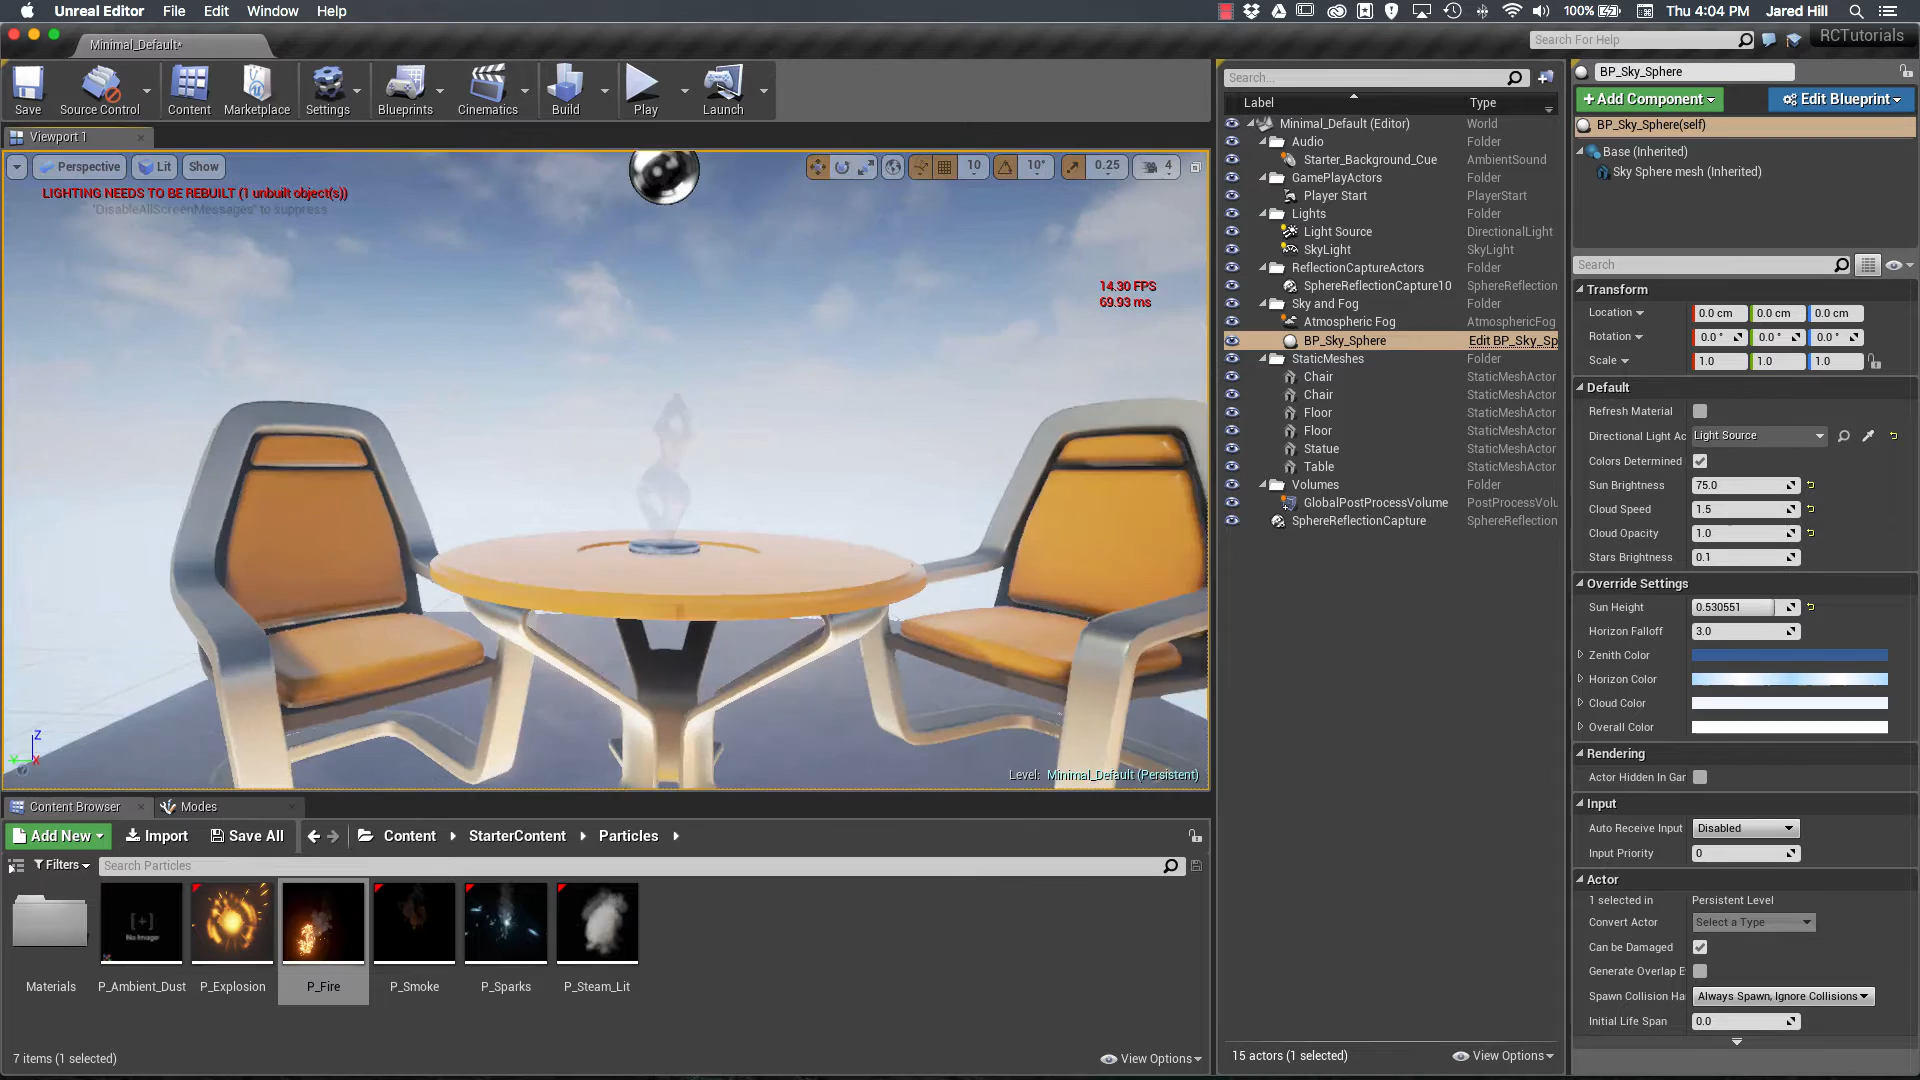 Unreal Editor File Edit Window Help
100% Thu 4:04 PM Jared Hill
Minimal_Default*
Search For Help
RCTutorials
Save
Source Control
Content
Marketplace
Settings
Blueprints
Cinematics
Build
Play
Launch
Viewport 1
Perspective Lit Show
10 10° 0.25 4
LIGHTING NEEDS TO BE REBUILT (1 unbuilt object(s))
'DisableAllScreenMessages' to suppress
14.30 FPS
69.93 ms
Z
Y
X
Level: Minimal_Default (Persistent)
Content Browser
Modes
Add New Import Save All Content StarterContent Particles
Filters Search Particles
No Image
Materials
P_Ambient_Dust
P_Explosion
P_Fire
P_Smoke
P_Sparks
P_Steam_Lit
7 items (1 selected)
View Options
Search...
Label Type
Minimal_Default (Editor) World
Audio Folder
Starter_Background_Cue AmbientSound
GamePlayActors Folder
Player Start PlayerStart
Lights Folder
Light Source DirectionalLight
SkyLight SkyLight
ReflectionCaptureActors Folder
SphereReflectionCapture10 SphereReflection
Sky and Fog Folder
Atmospheric Fog AtmosphericFog
BP_Sky_Sphere Edit BP_Sky_Sp
StaticMeshes Folder
Chair StaticMeshActor
Chair StaticMeshActor
Floor StaticMeshActor
Floor StaticMeshActor
Statue StaticMeshActor
Table StaticMeshActor
Volumes Folder
GlobalPostProcessVolume PostProcessVolu
SphereReflectionCapture SphereReflection
15 actors (1 selected)
View Options
BP_Sky_Sphere
+Add Component Edit Blueprint
BP_Sky_Sphere(self)
Base (Inherited)
Sky Sphere mesh (Inherited)
Search
Transform
Location 0.0 cm 0.0 cm 0.0 cm
Rotation 0.0 ° 0.0 ° 0.0 °
Scale 1.0 1.0 1.0
Default
Refresh Material
Directional Light Ac Light Source
Colors Determined
Sun Brightness 75.0
Cloud Speed 1.5
Cloud Opacity 1.0
Stars Brightness 0.1
Override Settings
Sun Height 0.530551
Horizon Falloff 3.0
Zenith Color
Horizon Color
Cloud Color
Overall Color
Rendering
Actor Hidden In Gar
Input
Auto Receive Input Disabled
Input Priority 0
Actor
1 selected in Persistent Level
Convert Actor Select a Type
Can be Damaged
Generate Overlap E
Spawn Collision Ha Always Spawn, Ignore Collisions
Initial Life Span 0.0